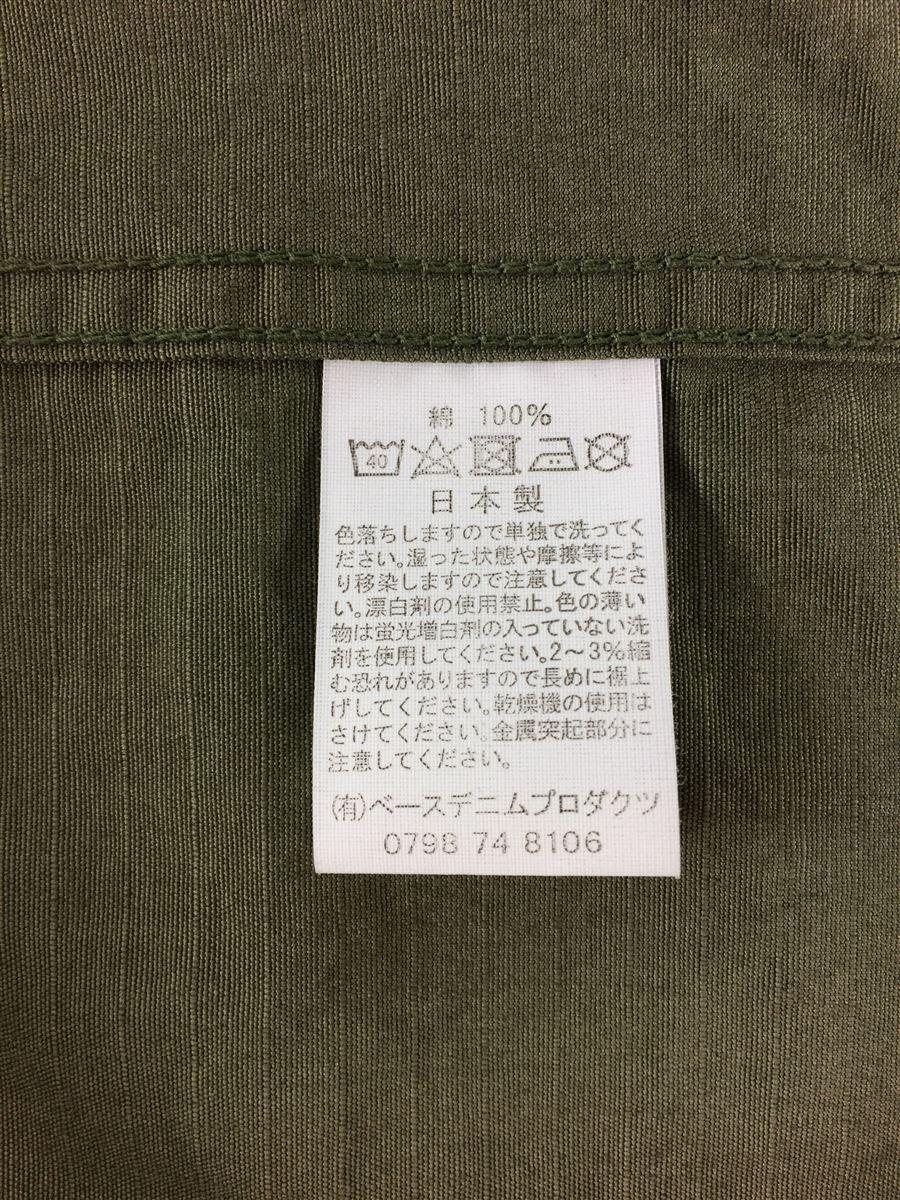 綿 100%
40
日本製
色落ちしますので単独で洗ってく
ださい。湿った状態や摩擦等によ
り移染しますので注意してくださ
い。漂白剤の使用禁止。色の薄い
物は蛍光増白剤の入っていない洗
剤を使用してください。2〜3%縮
む恐れがありますので長めに裾上
げしてください。乾燥機の使用は
さけてください。金属突起部分に
注意してください。
(有)ベースデニムプロダクツ
0798 74 8106